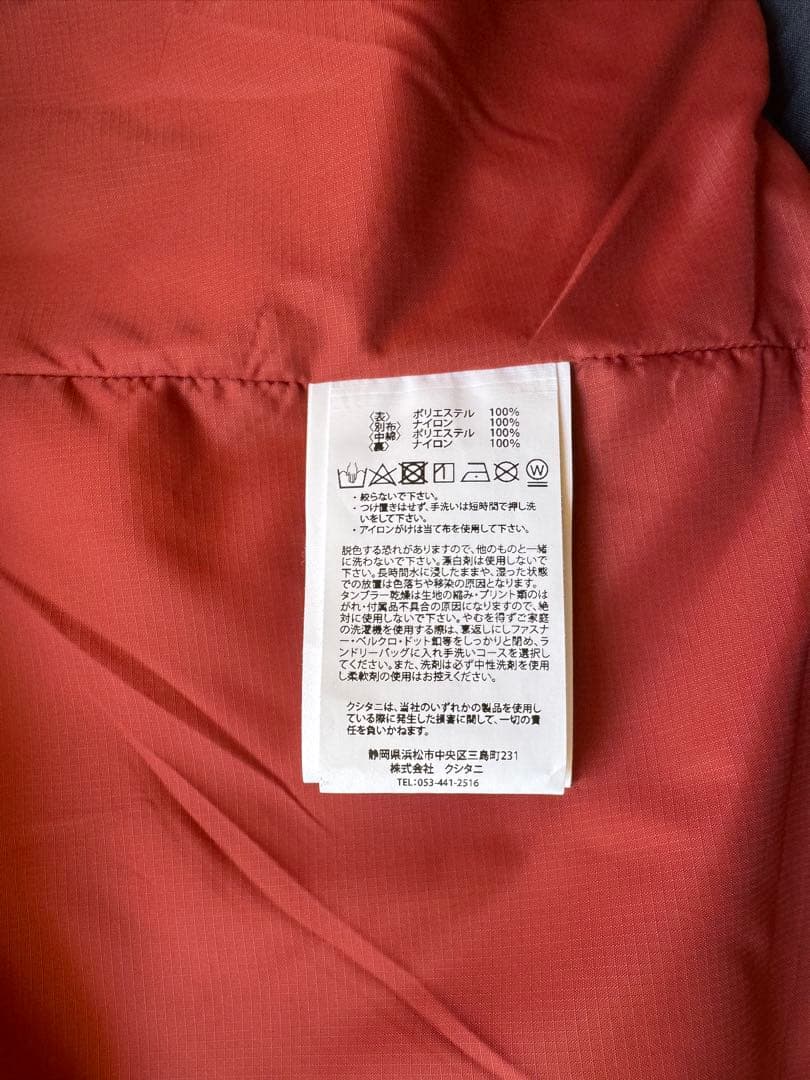 〈表〉 ポリエステル 100%
〈別布〉 ナイロン 100%
〈中綿〉 ポリエステル 100%
〈裏〉 ナイロン 100%
W
・絞らないで下さい。
・つけ置きはせず、手洗いは短時間で押し洗
いをして下さい。
・アイロンがけは当て布を使用して下さい。
脱色する恐れがありますので、他のものと一緒
に洗わないで下さい。漂白剤は使用しないで
下さい。長時間水に浸したままや、湿った状態
での放置は色落ちや移染の原因となります。
タンブラー乾燥は生地の縮み・プリント類のは
がれ・付属品不具合の原因になりますので、絶
対に使用しないで下さい。やむを得ずご家庭
の洗濯機を使用する際は、裏返しにしファスナ
ー・ベルクロ・ドット釦等をしっかりと閉め、ラ
ンドリーバッグに入れ手洗いコースを選択し
てください。また、洗剤は必ず中性洗剤を使用
し柔軟剤の使用はお控えください。
クシタニは、当社のいずれかの製品を使用し
ている際に発生した損害に関して、一切の責
任を負いかねます。
静岡県浜松市中央区三島町231
株式会社 クシタニ
TEL:053-441-2516